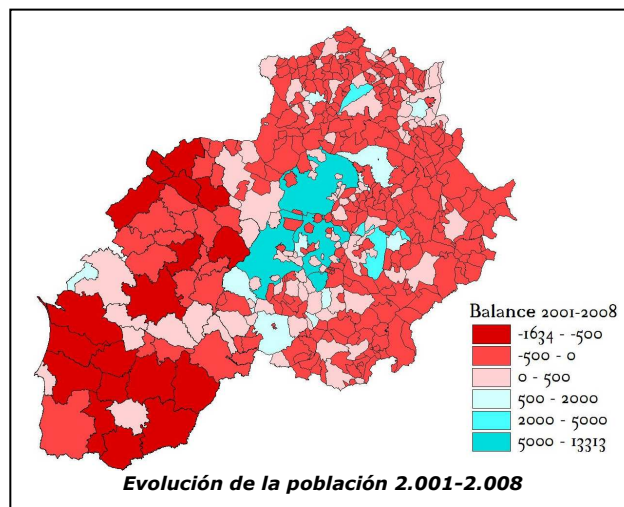 Balance 2001-2008
-1634 - -500
-500 - 0
0 - 500
500 - 2000
2000 - 5000
5000 - 13313
Evolución de la población 2.001-2.008